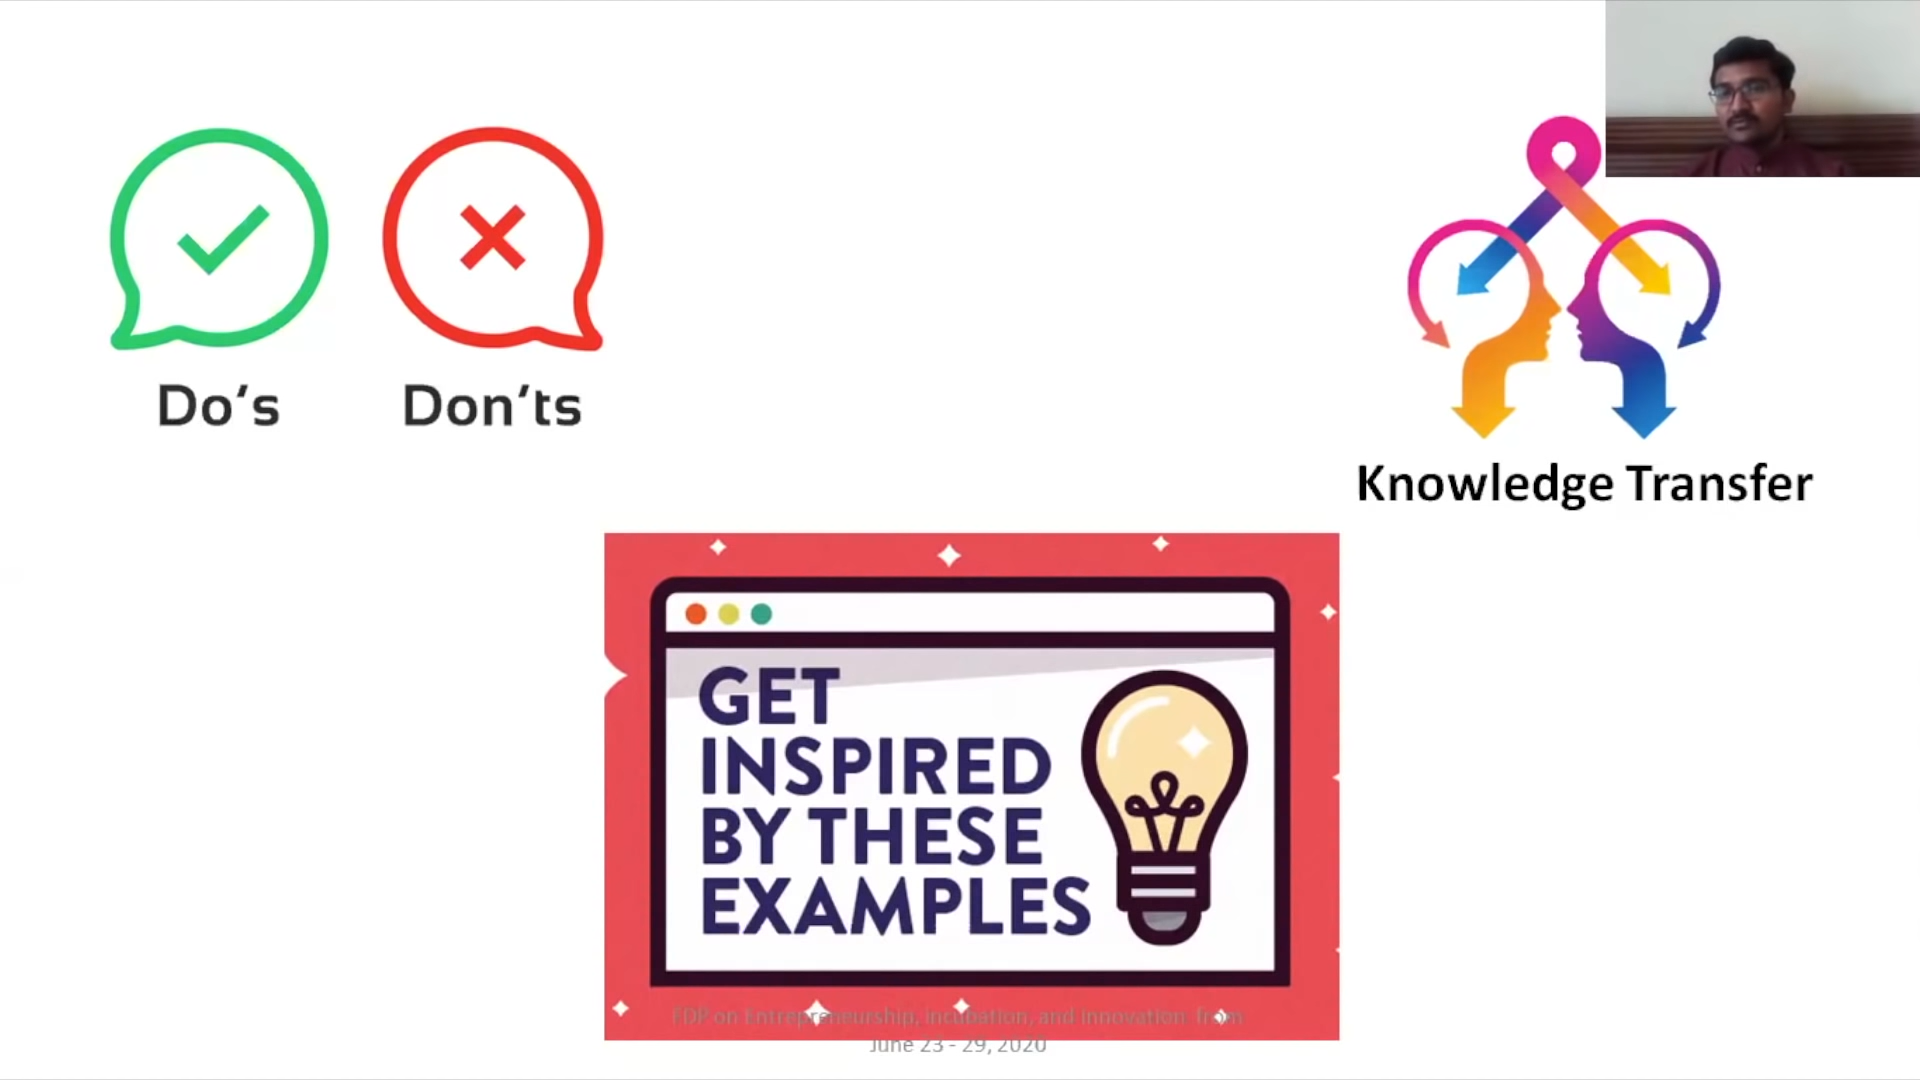 Do's
Don'ts
Knowledge Transfer
GET
INSPIRED
BY THESE
EXAMPLES
FDP on Entrepreneurship, incubation, and innovation from
June 23 - 29, 2020